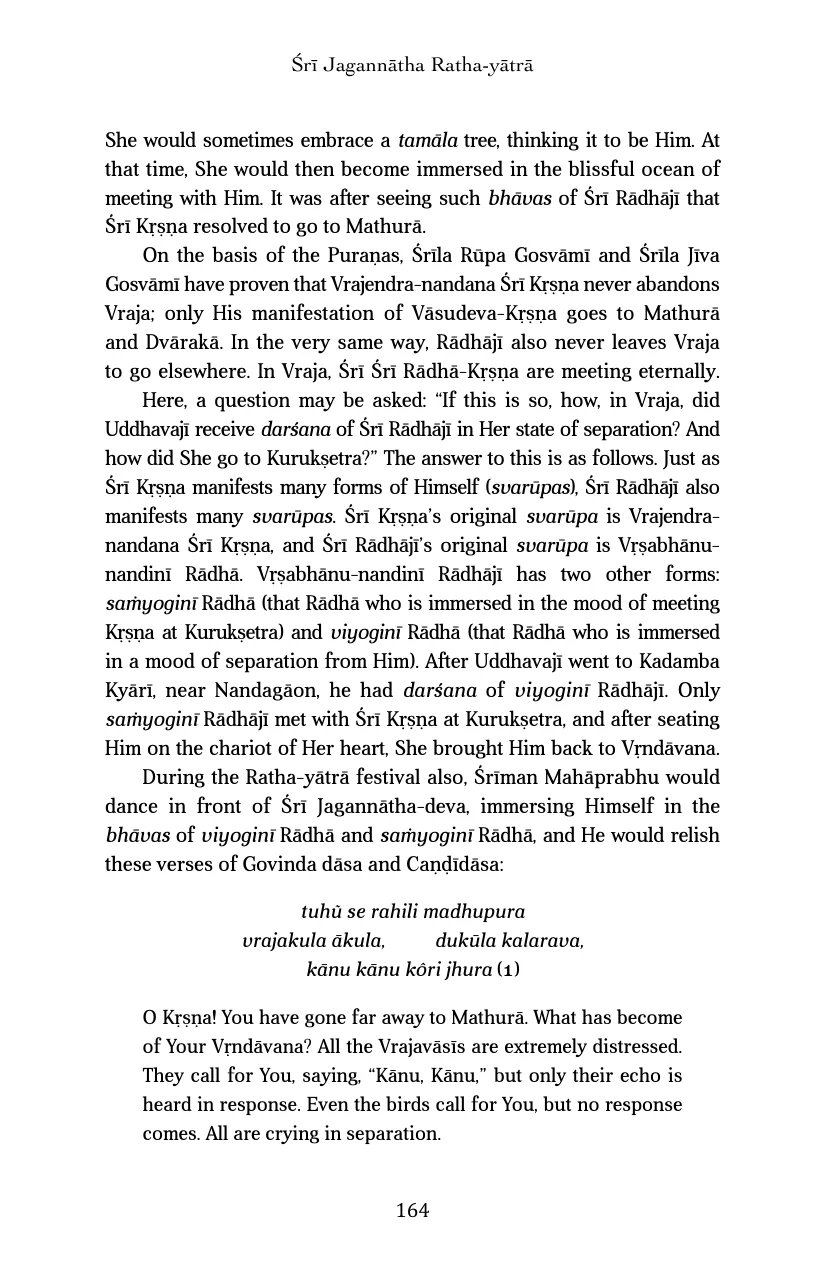 Śrī Jagannātha Ratha-yātrā
She would sometimes embrace a tamāla tree, thinking it to be Him. At
that time, She would then become immersed in the blissful ocean of
meeting with Him. It was after seeing such bhāvas of Śrī Rādhājī that
Śrī Kṛṣṇa resolved to go to Mathurā.
On the basis of the Puraṇas, Śrīla Rūpa Gosvāmī and Śrīla Jīva
Gosvāmī have proven that Vrajendra-nandana Śrī Kṛṣṇa never abandons
Vraja; only His manifestation of Vāsudeva-Kṛṣṇa goes to Mathurā
and Dvārakā. In the very same way, Rādhājī also never leaves Vraja
to go elsewhere. In Vraja, Śrī Śrī Rādhā-Kṛṣṇa are meeting eternally.
Here, a question may be asked: “If this is so, how, in Vraja, did
Uddhavajī receive darśana of Śrī Rādhājī in Her state of separation? And
how did She go to Kurukṣetra?” The answer to this is as follows. Just as
Śrī Kṛṣṇa manifests many forms of Himself (svarūpas), Śrī Rādhājī also
manifests many svarūpas. Śrī Kṛṣṇa’s original svarūpa is Vrajendra-
nandana Śrī Kṛṣṇa, and Śrī Rādhājī’s original svarūpa is Vṛṣabhānu-
nandinī Rādhā. Vṛṣabhānu-nandinī Rādhājī has two other forms:
saṁyoginī Rādhā (that Rādhā who is immersed in the mood of meeting
Kṛṣṇa at Kurukṣetra) and viyoginī Rādhā (that Rādhā who is immersed
in a mood of separation from Him). After Uddhavajī went to Kadamba
Kyārī, near Nandagāon, he had darśana of viyoginī Rādhājī. Only
saṁyoginī Rādhājī met with Śrī Kṛṣṇa at Kurukṣetra, and after seating
Him on the chariot of Her heart, She brought Him back to Vṛndāvana.
During the Ratha-yātrā festival also, Śrīman Mahāprabhu would
dance in front of Śrī Jagannātha-deva, immersing Himself in the
bhāvas of viyoginī Rādhā and saṁyoginī Rādhā, and He would relish
these verses of Govinda dāsa and Caṇḍīdāsa:
tuhũ se rahili madhupura
vrajakula ākula, dukūla kalarava,
kānu kānu kôri jhura (1)
O Kṛṣṇa! You have gone far away to Mathurā. What has become
of Your Vṛndāvana? All the Vrajavāsīs are extremely distressed.
They call for You, saying, “Kānu, Kānu,” but only their echo is
heard in response. Even the birds call for You, but no response
comes. All are crying in separation.
164